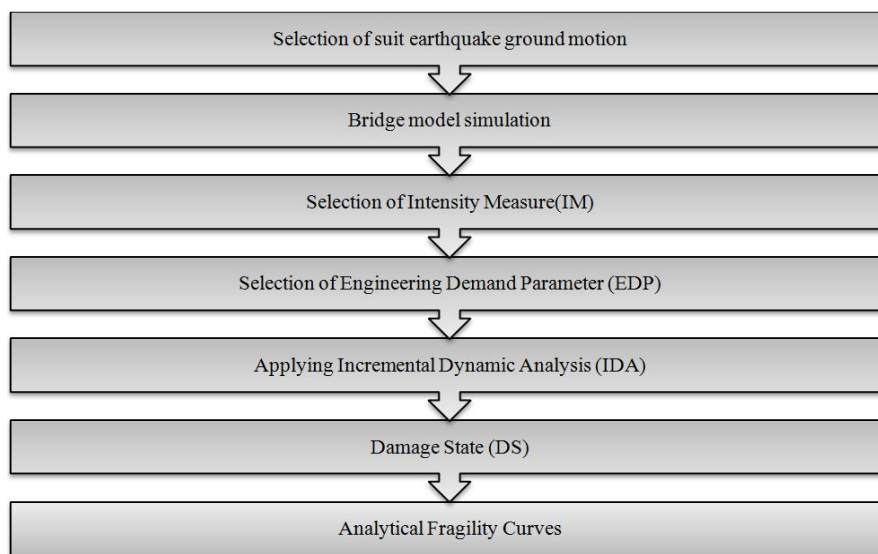 Selection of suit earthquake ground motion
Bridge model simulation
Selection of Intensity Measure(IM)
Selection of Engineering Demand Parameter (EDP)
Applying Incremental Dynamic Analysis (IDA)
Damage State (DS)
Analytical Fragility Curves